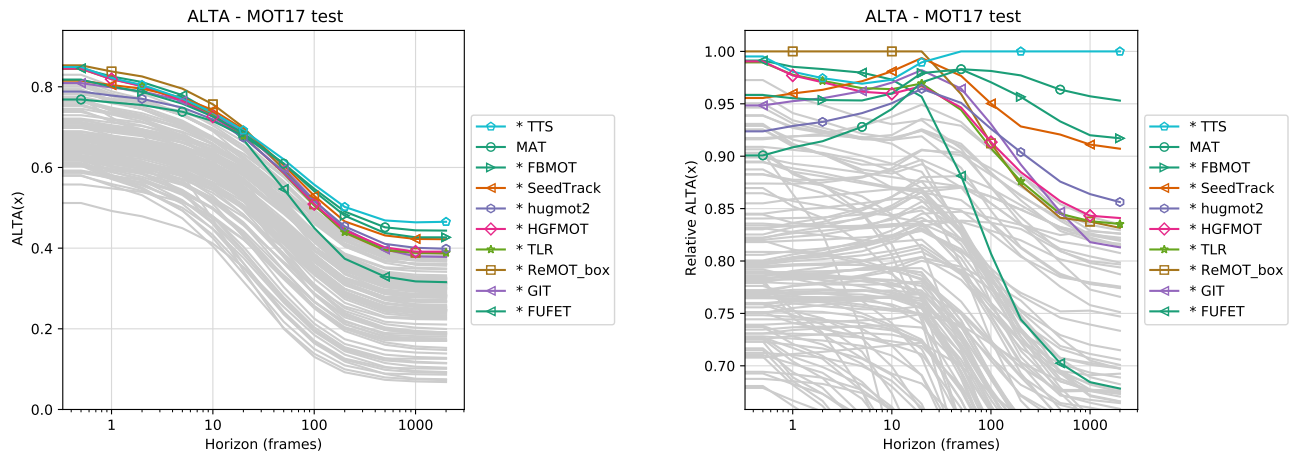 ALTA - MOT17 test
ALTA(x)
0.8
0.6
0.4
0.2
0.0
1
10
100
1000
Horizon (frames)
* TTS
MAT
* FBMOT
* SeedTrack
* hugmot2
* HGFMOT
* TLR
* ReMOT_box
* GIT
* FUFET
ALTA - MOT17 test
Relative ALTA(x)
1.00
0.95
0.90
0.85
0.80
0.75
0.70
1
10
100
1000
Horizon (frames)
* TTS
MAT
* FBMOT
* SeedTrack
* hugmot2
* HGFMOT
* TLR
* ReMOT_box
* GIT
* FUFET